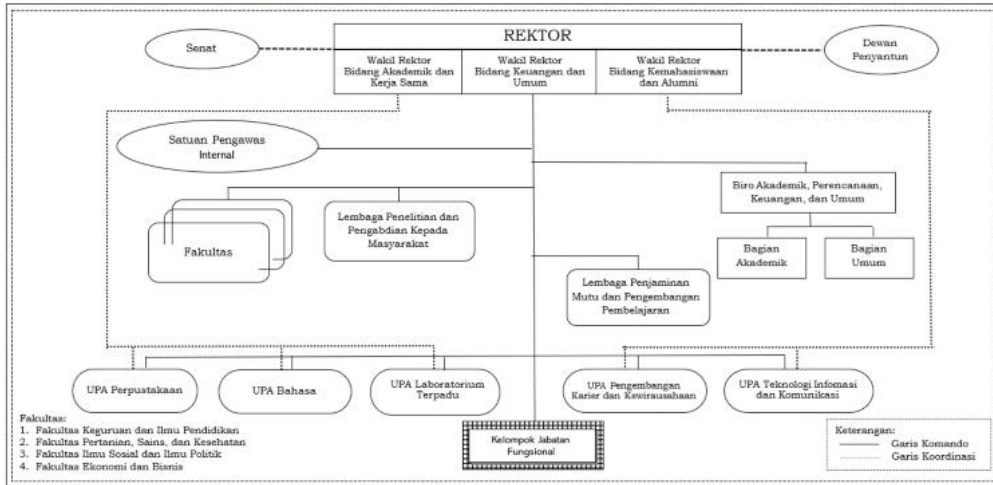 Senat
REKTOR
Dewan
Penyantun
Wakil Rektor
Bidang Akademik dan
Kerja Sama
Wakil Rektor
Bidang Keuangan dan
Umum
Wakil Rektor
Bidang Kemahasiswaan
dan Alumni
Satuan Pengawas
Internal
Biro Akademik, Perencanaan,
Keuangan, dan Umum
Fakultas
Lembaga Penelitian dan
Pengabdian Kepada
Masyarakat
Bagian
Akademik
Bagian
Umum
Lembaga Penjaminan
Mutu dan Pengembangan
Pembelajaran
UPA Perpustakaan
UPA Bahasa
UPA Laboratorium
Terpadu
UPA Pengembangan
Karier dan Kewirausahaan
UPA Teknologi Infomasi
dan Komunikasi
Fakultas:
1. Fakultas Keguruan dan Ilmu Pendidikan
2. Fakultas Pertanian, Sains, dan Kesehatan
3. Fakultas Ilmu Sosial dan Ilmu Politik
4. Fakultas Ekonomi dan Bisnis
Kelompok Jabatan
Fungsional
Keterangan:
Garis Komando
Garis Koordinasi